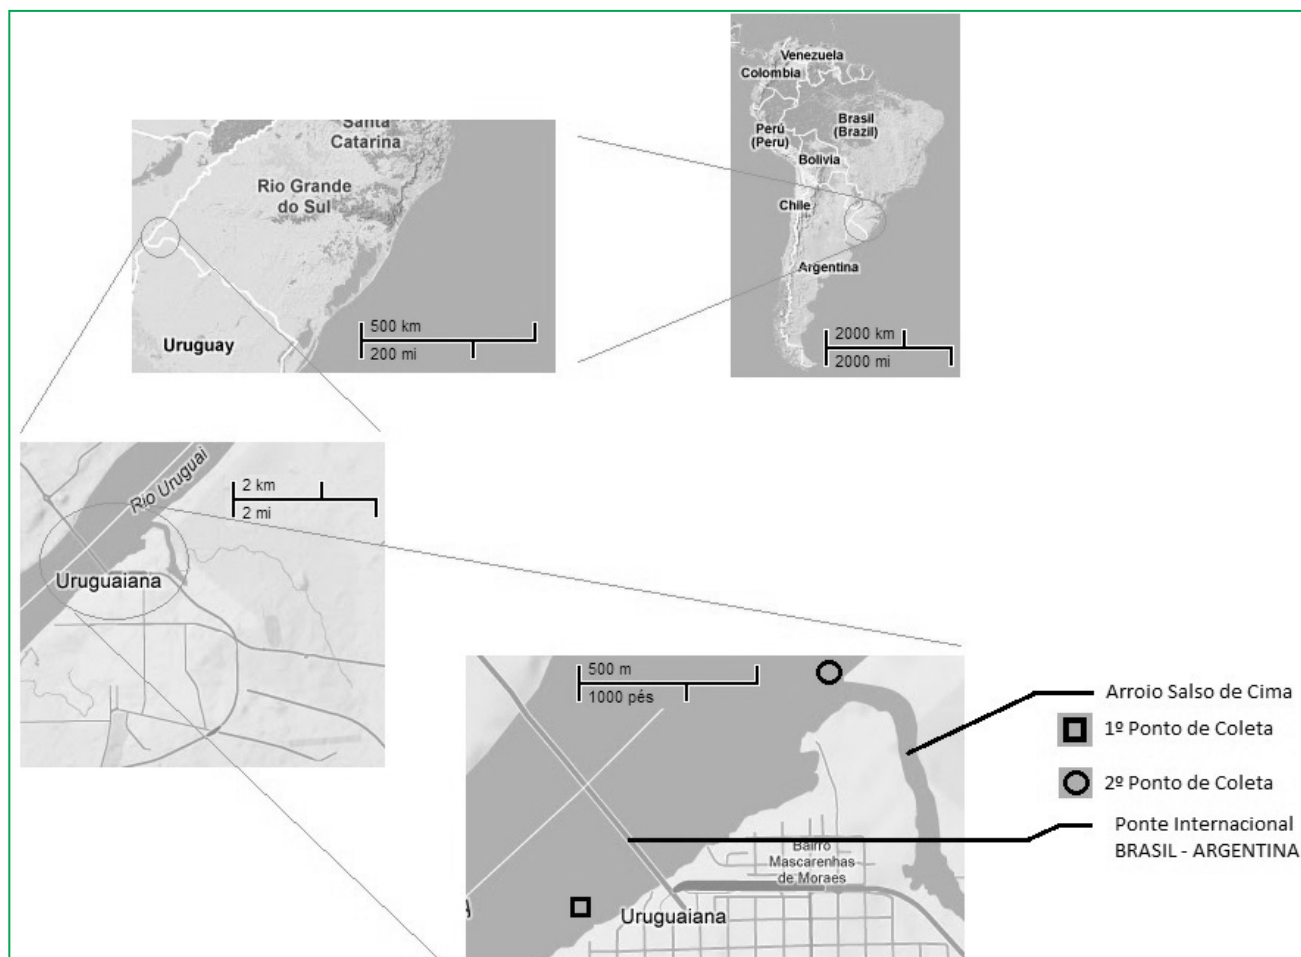 Venezuela
Colombia
Brasil
(Brazil)
Perú
(Peru)
Bolivia
Chile
Argentina
2000 km
2000 mi
Santa
Catarina
Rio Grande
do Sul
Uruguay
500 km
200 mi
Rio Uruguai
2 km
2 mi
Uruguaiana
500 m
1000 pés
Bairro
Mascarenhas
de Moraes
Uruguaiana
Arroio Salso de Cima
1º Ponto de Coleta
2º Ponto de Coleta
Ponte Internacional
BRASIL - ARGENTINA